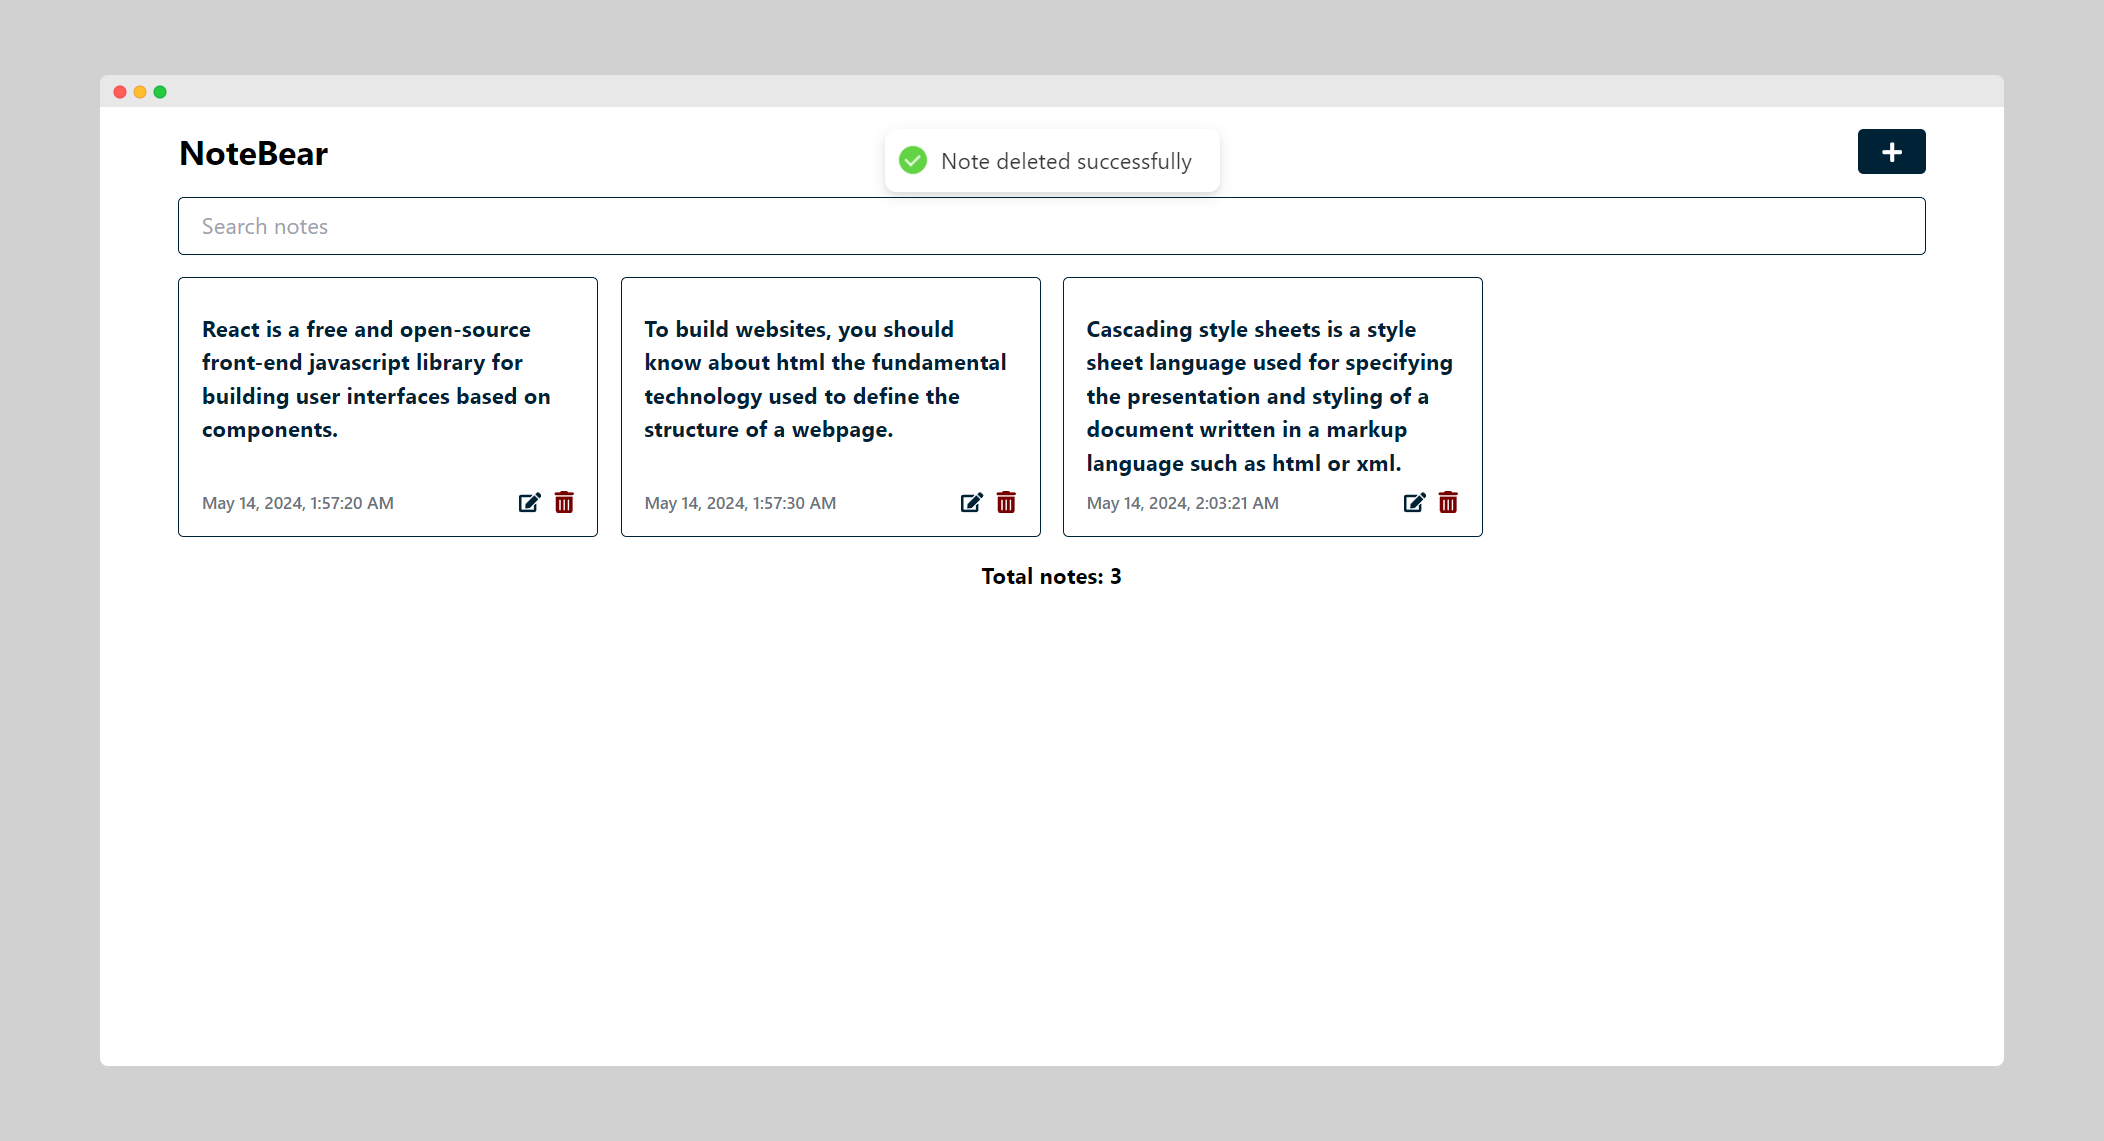 NoteBear
Note deleted successfully
Search notes
React is a free and open-source
front-end javascript library for
building user interfaces based on
components.
May 14, 2024, 1:57:20 AM
To build websites, you should
know about html the fundamental
technology used to define the
structure of a webpage.
May 14, 2024, 1:57:30 AM
Cascading style sheets is a style
sheet language used for specifying
the presentation and styling of a
document written in a markup
language such as html or xml.
May 14, 2024, 2:03:21 AM
Total notes: 3